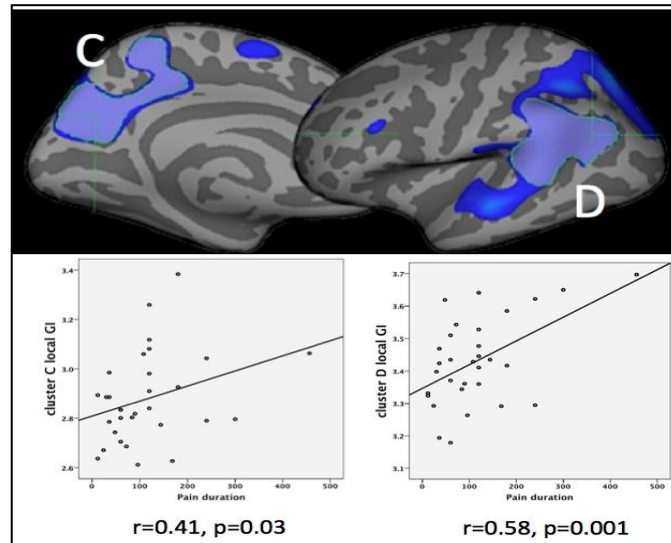 C
D
cluster C local GI
3.4
3.2
3.0
2.8
2.6
0 100 200 300 400 500
Pain duration
r=0.41, p=0.03
cluster D local GI
3.7
3.6
3.5
3.4
3.3
3.2
3.1
0 100 200 300 400 500
Pain duration
r=0.58, p=0.001